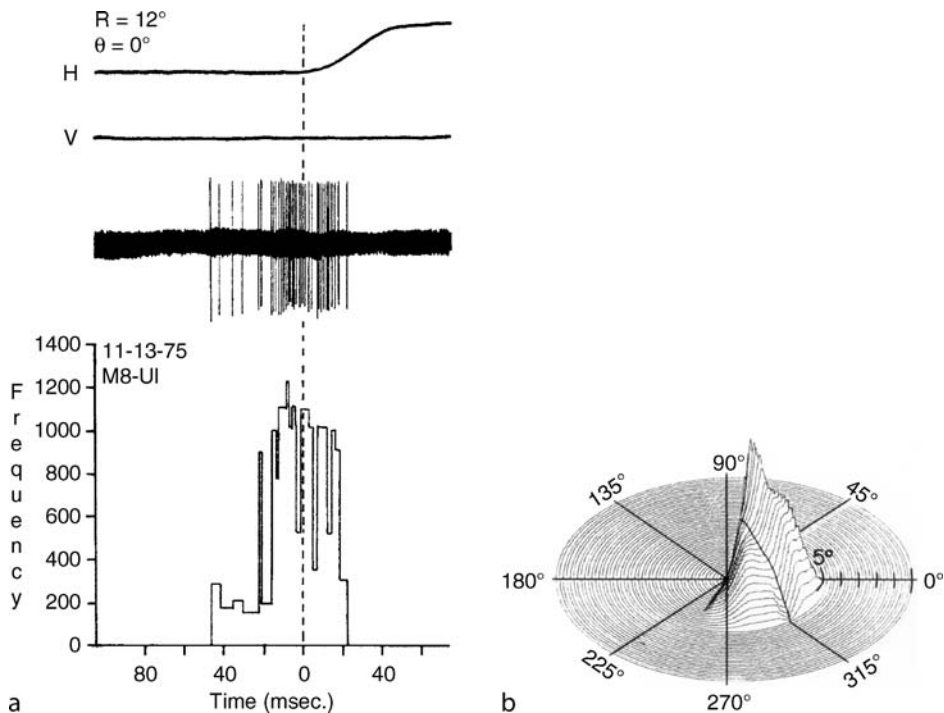 R = 12°
θ = 0°
H
V
1400
1200
1000
800
600
400
200
0
Frequency
11-13-75
M8-UI
80
40
0
40
Time (msec.)
a
90°
135°
45°
5°
180°
0°
225°
315°
270°
b